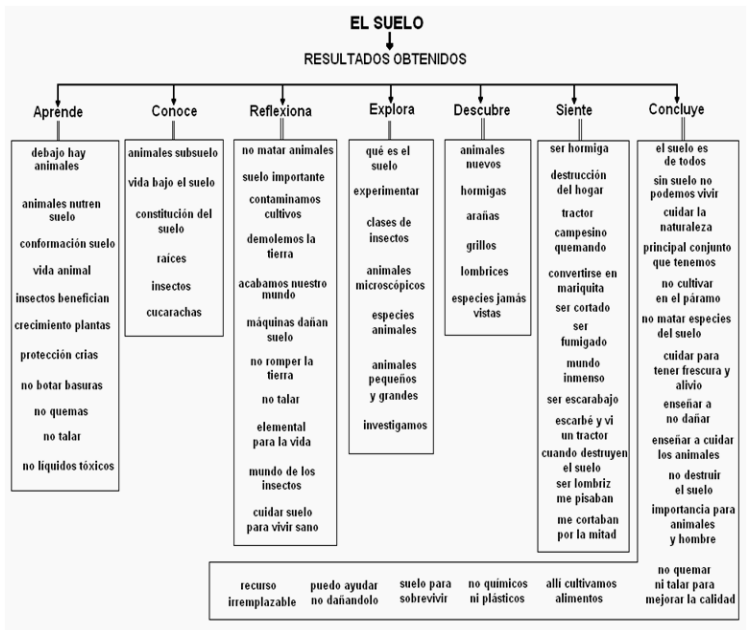 EL SUELO
RESULTADOS OBTENIDOS
Aprende
debajo hay
animales
animales nutren
suelo
conformación suelo
vida animal
insectos benefician
crecimiento plantas
protección crias
no botar basuras
no quemas
no talar
no líquidos tóxicos
Conoce
animales subsuelo
vida bajo el suelo
constitución del
suelo
raíces
insectos
cucarachas
Reflexiona
no matar animales
suelo importante
contaminamos
cultivos
demolemos la
tierra
acabamos nuestro
mundo
máquinas dañan
suelo
no romper la
tierra
no talar
elemental
para la vida
mundo de los
insectos
cuidar suelo
para vivir sano
Explora
qué es el
suelo
experimentar
clases de
insectos
animales
microscópicos
especies
animales
animales
pequeños
y grandes
investigamos
Descubre
animales
nuevos
hormigas
arañas
grillos
lombrices
especies jamás
vistas
Siente
ser hormiga
destrucción
del hogar
tractor
campesino
quemando
convertirse en
mariquita
ser cortado
ser
fumigado
mundo
inmenso
ser escarabajo
escarbé y vi
un tractor
cuando destruyen
el suelo
ser lombriz
me pisaban
me cortaban
por la mitad
Concluye
el suelo es
de todos
sin suelo no
podemos vivir
cuidar la
naturaleza
principal conjunto
que tenemos
no cultivar
en el páramo
no matar especies
del suelo
cuidar para
tener frescura y
alivio
enseñar a
no dañar
enseñar a cuidar
los animales
no destruir
el suelo
importancia para
animales
y hombre
no quemar
ni talar para
mejorar la calidad
recurso
irremplazable
puedo ayudar
no dañandolo
suelo para
sobrevivir
no químicos
ni plásticos
allí cultivamos
alimentos